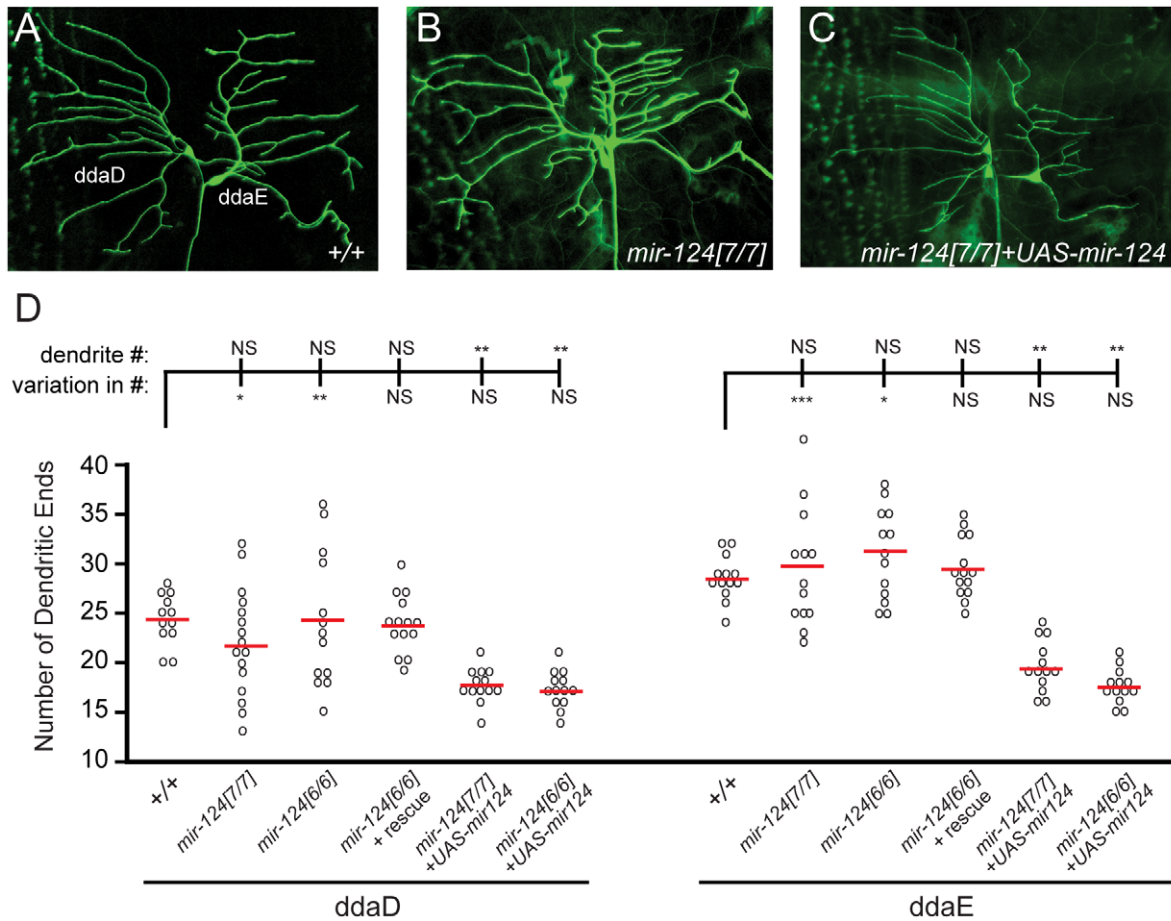 A
ddaD
ddaE
+/+
B
mir-124[7/7]
C
mir-124[7/7]+UAS-mir-124
D
dendrite #:
NS
NS
NS
**
**
NS
NS
NS
**
**
variation in #:
*
**
NS
NS
NS
***
*
NS
NS
NS
Number of Dendritic Ends
40
35
30
25
20
15
10
+/+
mir-124[7/7]
mir-124[6/6]
mir-124[6/6]
+ rescue
mir-124[7/7]
+UAS-mir124
mir-124[6/6]
+UAS-mir124
+/+
mir-124[7/7]
mir-124[6/6]
mir-124[6/6]
+ rescue
mir-124[7/7]
+UAS-mir124
mir-124[6/6]
+UAS-mir124
ddaD
ddaE